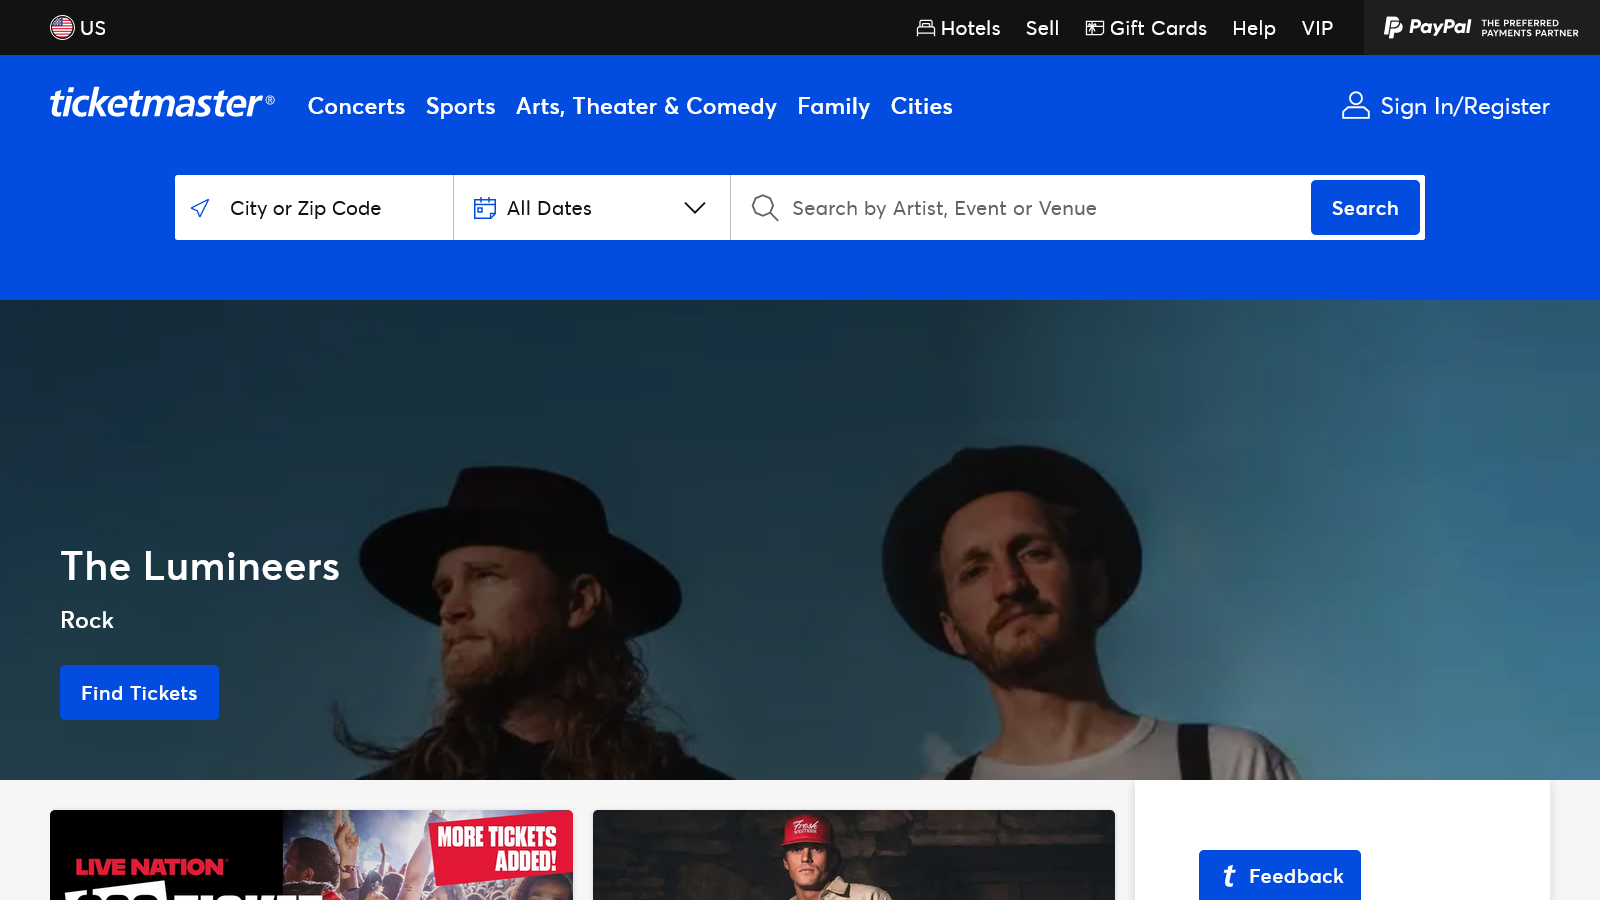 US
Hotels
Sell
Gift Cards
Help
VIP
PayPal
THE PREFERRED
PAYMENTS PARTNER
ticketmaster®
Concerts
Sports
Arts, Theater & Comedy
Family
Cities
Sign In/Register
City or Zip Code
All Dates
Search by Artist, Event or Venue
Search
The Lumineers
Rock
Find Tickets
LIVE NATION
MORE TICKETS
ADDED!
Fresh
Feedback